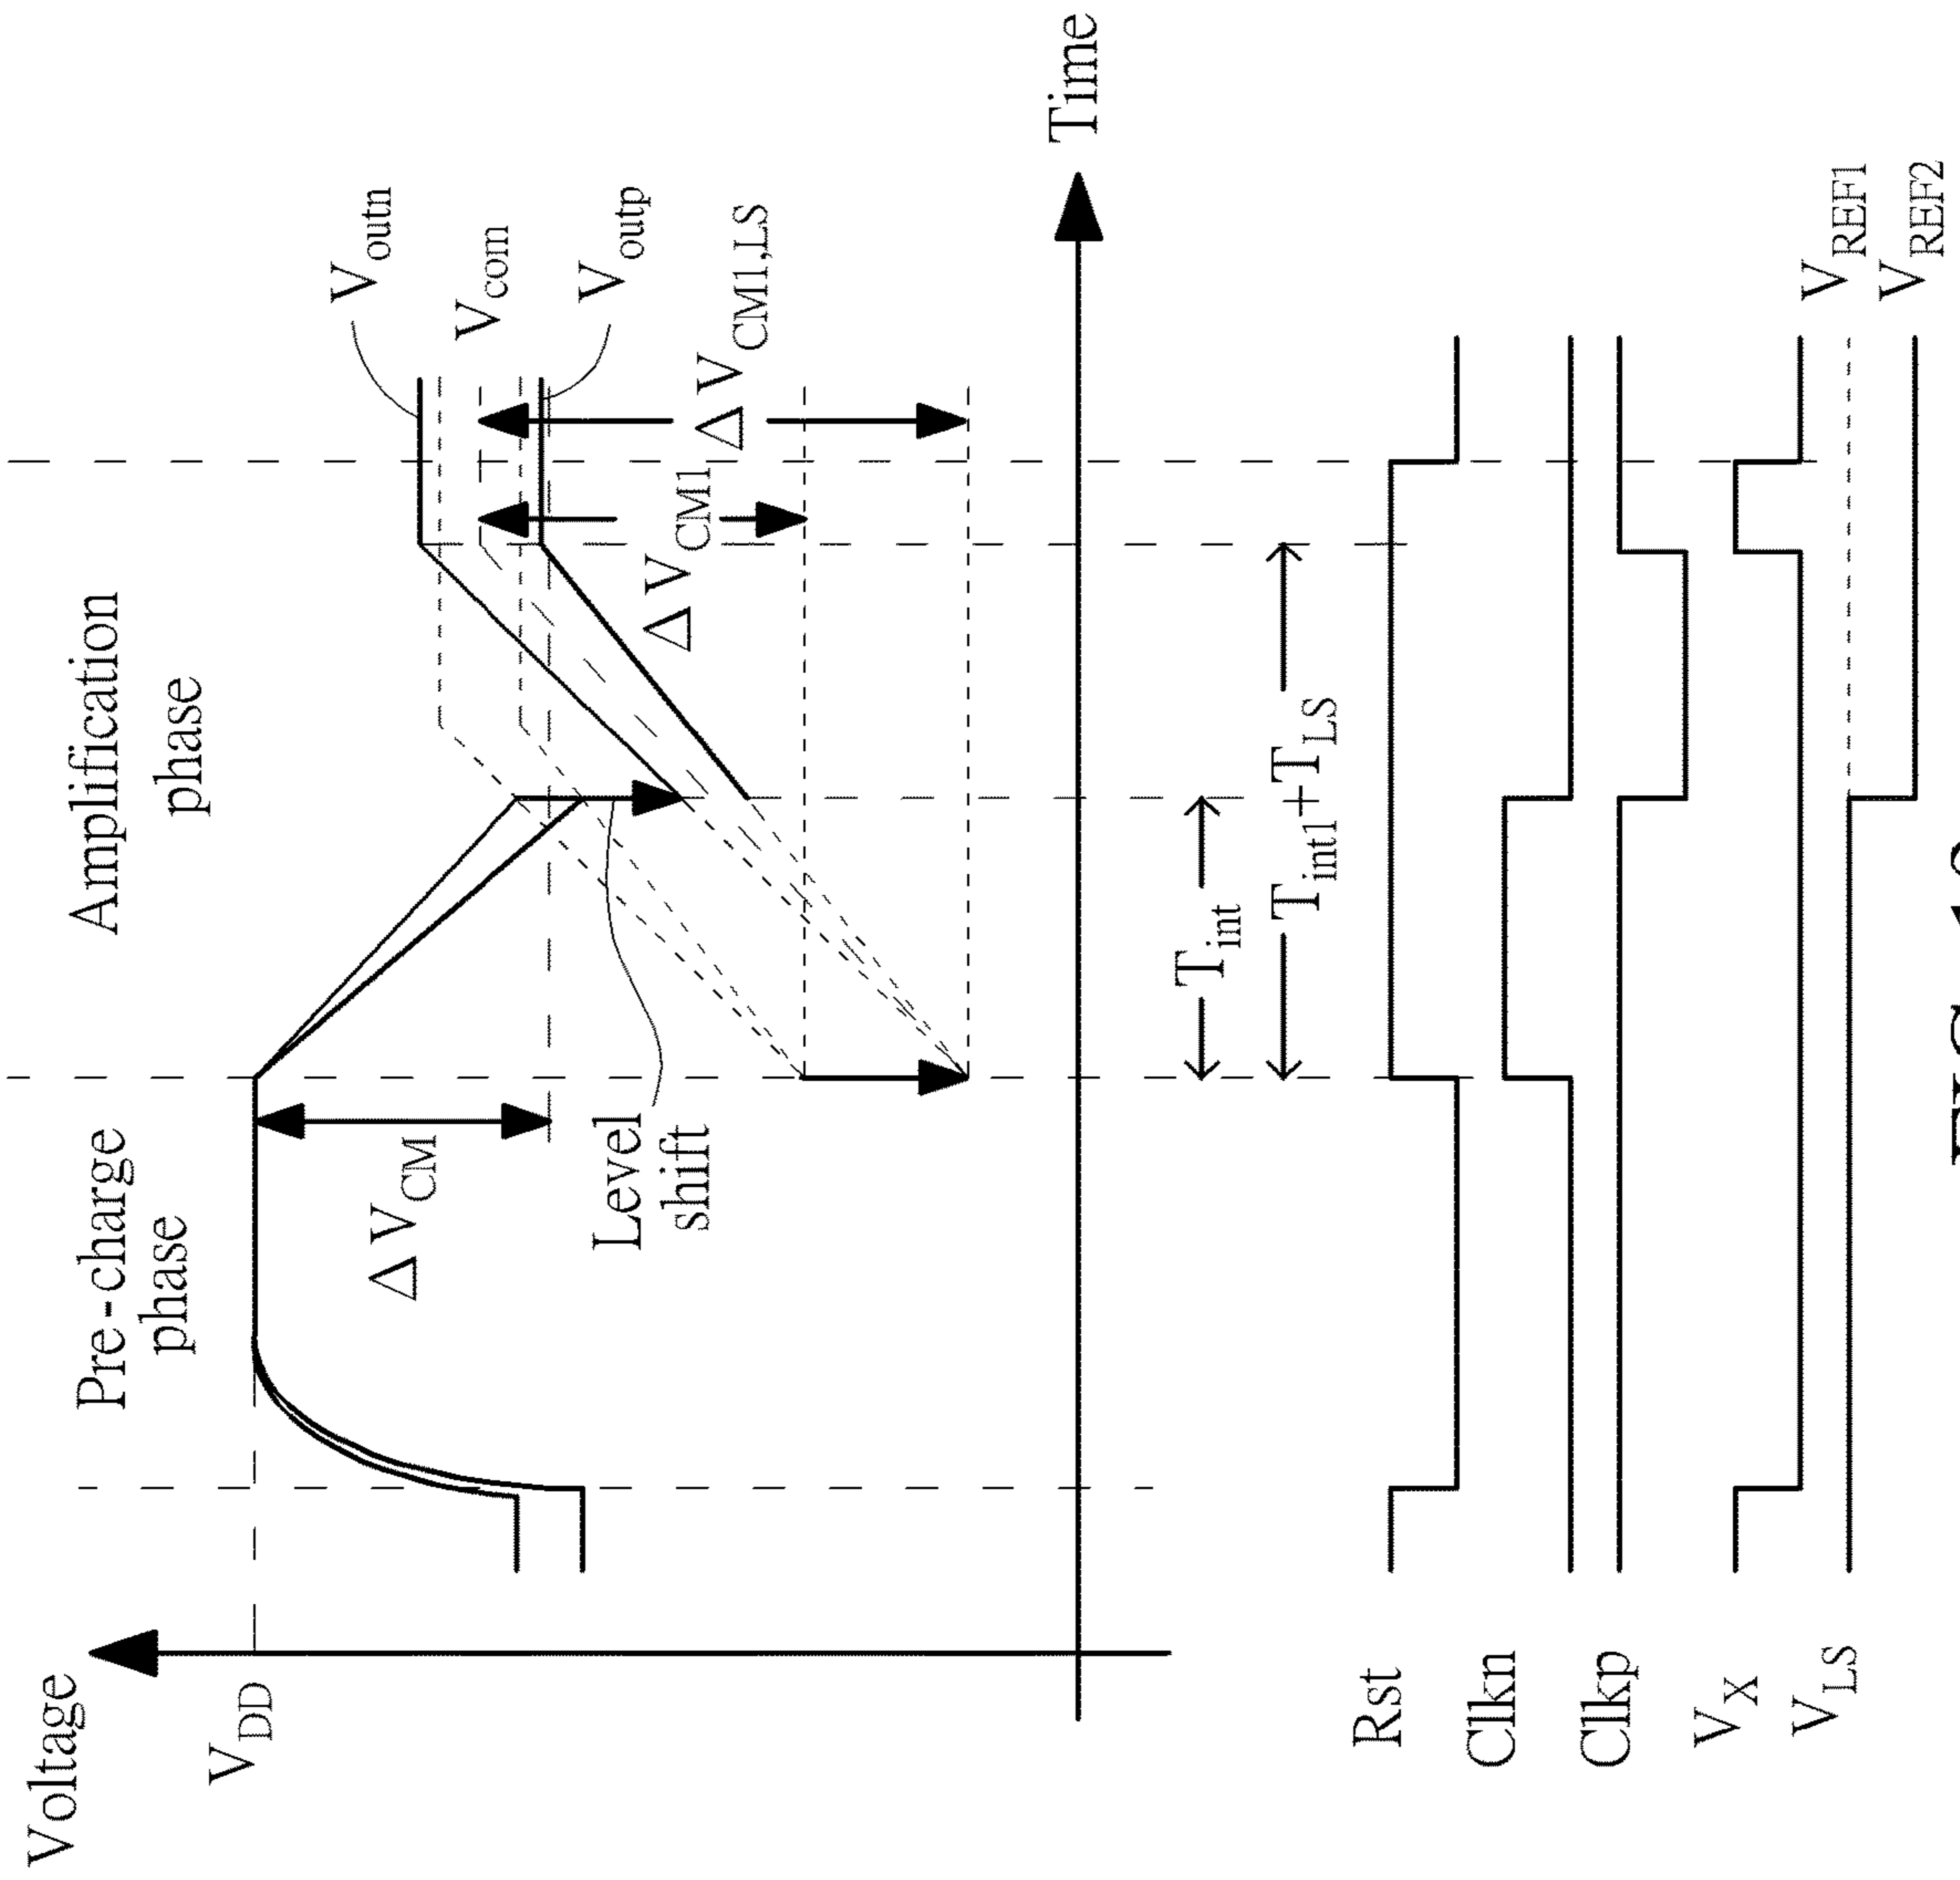 Voltage
V_DD
Pre-charge
phase
Amplification
phase
ΔV_CM
Level
shift
V_outn
V_com
V_outp
ΔV_CM1
ΔV_CM1,LS
Time
T_int
T_int1+T_LS
Rst
Clkn
Clkp
V_X
V_LS
V_REF1
V_REF2